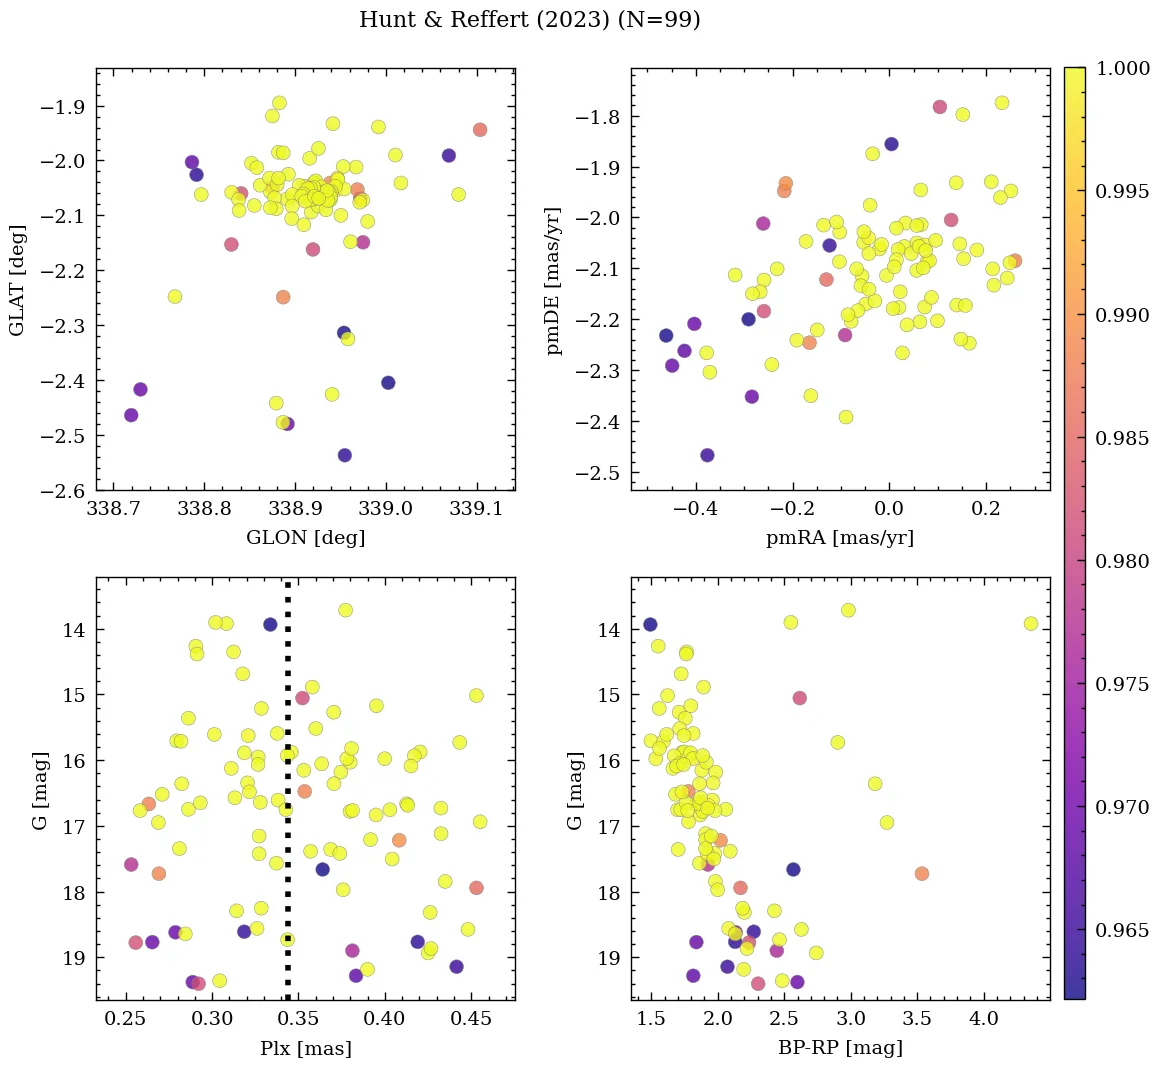 Hunt & Reffert (2023) (N=99)
−1.9
−2.0
−2.1
−2.2
−2.3
−2.4
−2.5
−2.6
GLAT [deg]
338.7 338.8 338.9 339.0 339.1
GLON [deg]
−1.8
−1.9
−2.0
−2.1
−2.2
−2.3
−2.4
−2.5
pmDE [mas/yr]
−0.4 −0.2 0.0 0.2
pmRA [mas/yr]
14
15
16
17
18
19
G [mag]
0.25 0.30 0.35 0.40 0.45
Plx [mas]
14
15
16
17
18
19
G [mag]
1.5 2.0 2.5 3.0 3.5 4.0
BP-RP [mag]
1.000
0.995
0.990
0.985
0.980
0.975
0.970
0.965